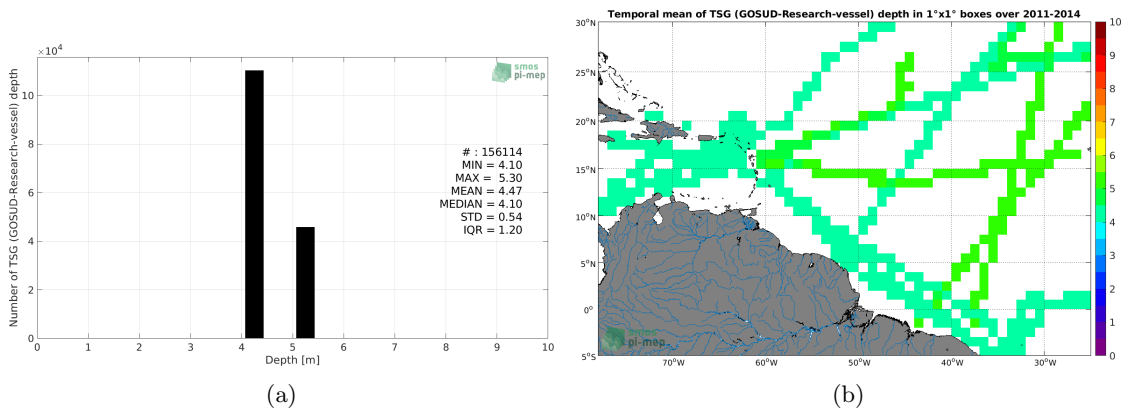 ×10⁴
10
8
6
4
2
0
0 1 2 3 4 5 6 7 8 9 10
Number of TSG (GOSUD-Research-vessel) depth
Depth [m]
smos
pi-mep
# : 156114
MIN = 4.10
MAX = 5.30
MEAN = 4.47
MEDIAN = 4.10
STD = 0.54
IQR = 1.20
(a)
Temporal mean of TSG (GOSUD-Research-vessel) depth in 1°x1° boxes over 2011-2014
30°N
25°N
20°N
15°N
10°N
5°N
0°
5°S
70°W 60°W 50°W 40°W 30°W
smos
pi-mep
10
9
8
7
6
5
4
3
2
1
0
(b)